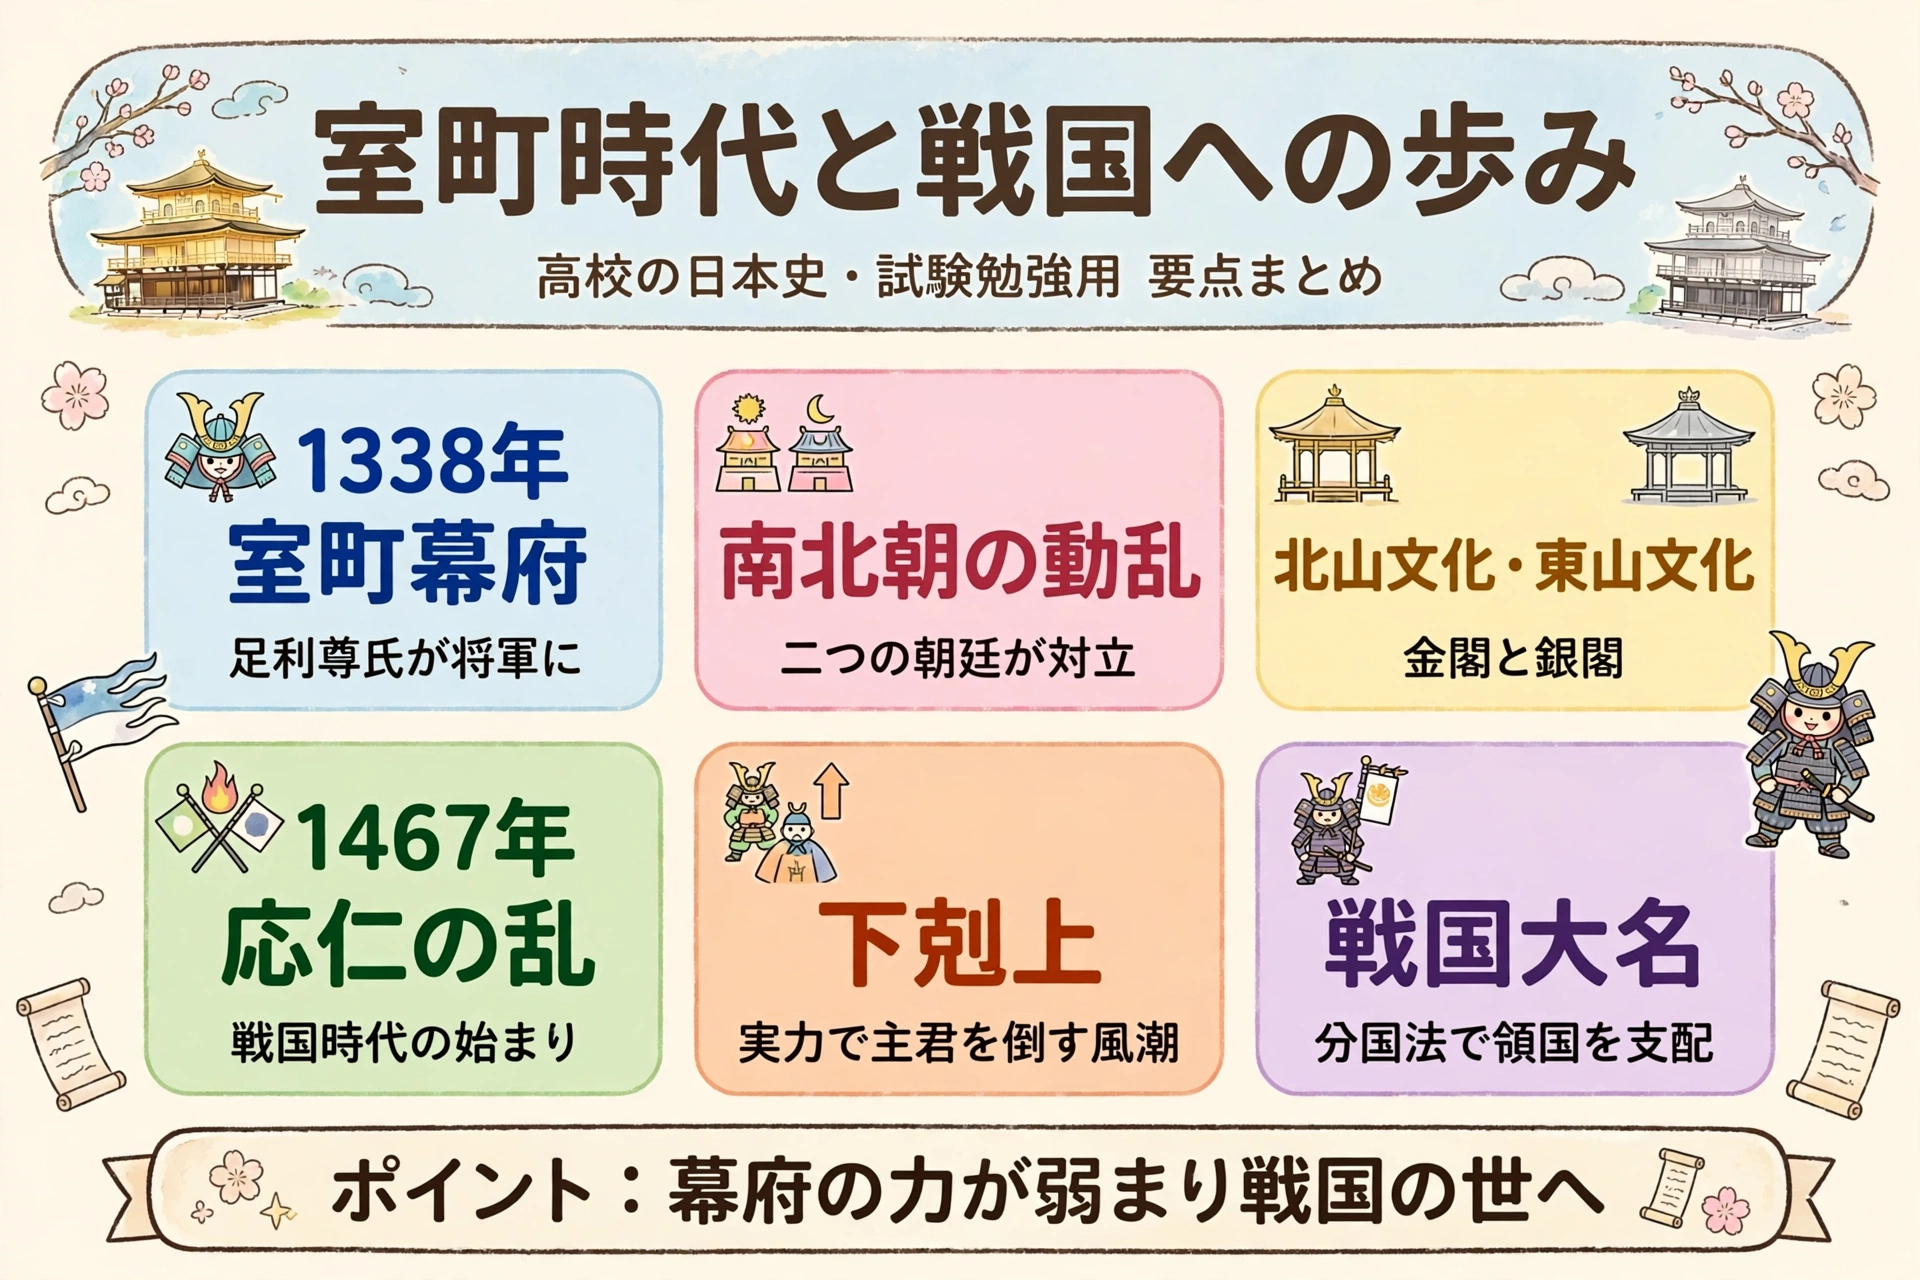 室町時代と戦国への歩み
高校の日本史・試験勉強用 要点まとめ
1338年
室町幕府
足利尊氏が将軍に
南北朝の動乱
二つの朝廷が対立
北山文化・東山文化
金閣と銀閣
1467年
応仁の乱
戦国時代の始まり
下剋上
実力で主君を倒す風潮
戦国大名
分国法で領国を支配
ポイント：幕府の力が弱まり戦国の世へ